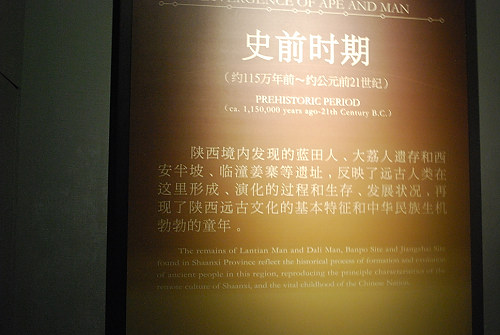 VERGENCE OF APE AND MAN
史前时期
（约115万年前～约公元前21世纪）
PREHISTORIC PERIOD
(ca. 1,150,000 years ago-21th Century B.C.)
陕西境内发现的蓝田人、大荔人遗存和西
安半坡、临潼姜寨等遗址，反映了远古人类在
这里形成、演化的过程和生存、发展状况，再
现了陕西远古文化的基本特征和中华民族生机
勃勃的童年。
The remains of Lantian Man and Dali Man, Banpo Site and Jiangzhai Site
found in Shaanxi Province reflect the historical process of formation and evolution
of ancient people in this region, reproducing the principle characteristics of the
remote culture of Shaanxi, and the vital childhood of the Chinese Nation.